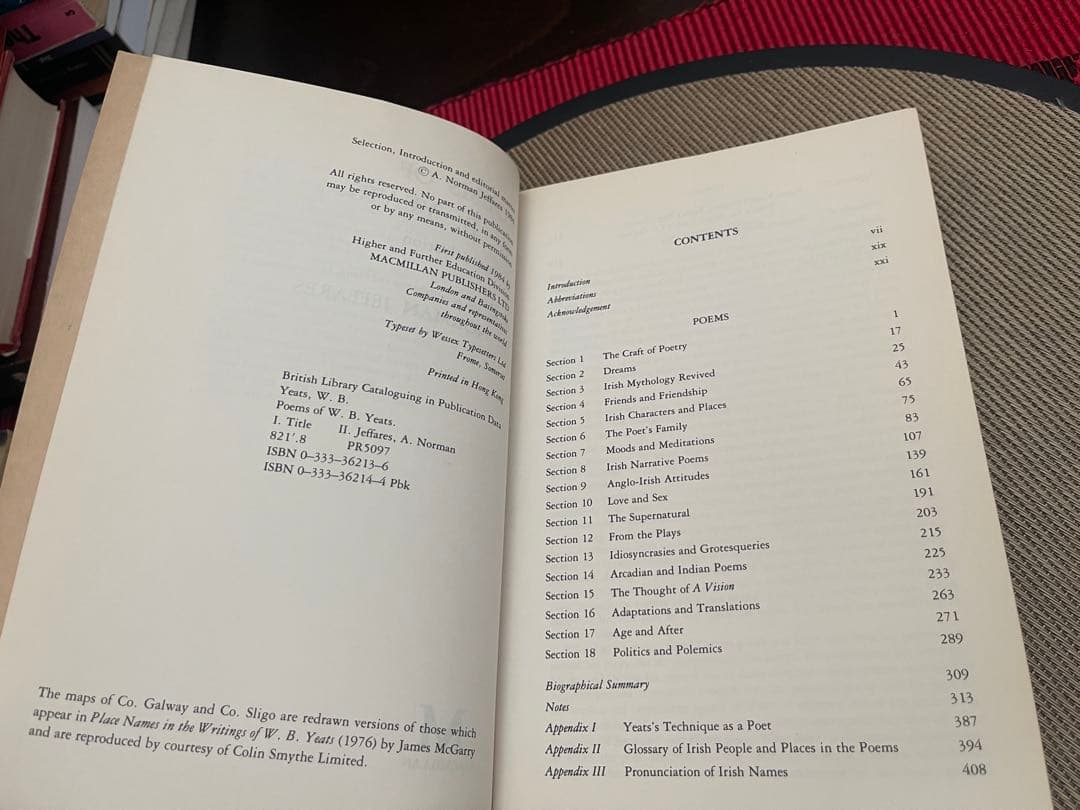 Selection, Introduction and editorial matter
© A. Norman Jeffares 1984
All rights reserved. No part of this publication
may be reproduced or transmitted, in any form
or by any means, without permission
First published 1984 by
Higher and Further Education Division
MACMILLAN PUBLISHERS LTD
London and Basingstoke
Companies and representatives
throughout the world
Typeset by Wessex Typesetters Ltd
Frome, Somerset
Printed in Hong Kong
British Library Cataloguing in Publication Data
Yeats, W. B.
Poems of W. B. Yeats.
I. Title II. Jeffares, A. Norman
821'.8 PR5097
ISBN 0–333–36213–6
ISBN 0–333–36214–4 Pbk
The maps of Co. Galway and Co. Sligo are redrawn versions of those which
appear in Place Names in the Writings of W. B. Yeats (1976) by James McGarry
and are reproduced by courtesy of Colin Smythe Limited.
CONTENTS
Introduction vii
Abbreviations xix
Acknowledgement xxi
POEMS
Section 1 The Craft of Poetry 1
Section 2 Dreams 17
Section 3 Irish Mythology Revived 25
Section 4 Friends and Friendship 43
Section 5 Irish Characters and Places 65
Section 6 The Poet's Family 75
Section 7 Moods and Meditations 83
Section 8 Irish Narrative Poems 107
Section 9 Anglo-Irish Attitudes 139
Section 10 Love and Sex 161
Section 11 The Supernatural 191
Section 12 From the Plays 203
Section 13 Idiosyncrasies and Grotesqueries 215
Section 14 Arcadian and Indian Poems 225
Section 15 The Thought of A Vision 233
Section 16 Adaptations and Translations 263
Section 17 Age and After 271
Section 18 Politics and Polemics 289
Biographical Summary 309
Notes 313
Appendix I Yeats's Technique as a Poet 387
Appendix II Glossary of Irish People and Places in the Poems 394
Appendix III Pronunciation of Irish Names 408